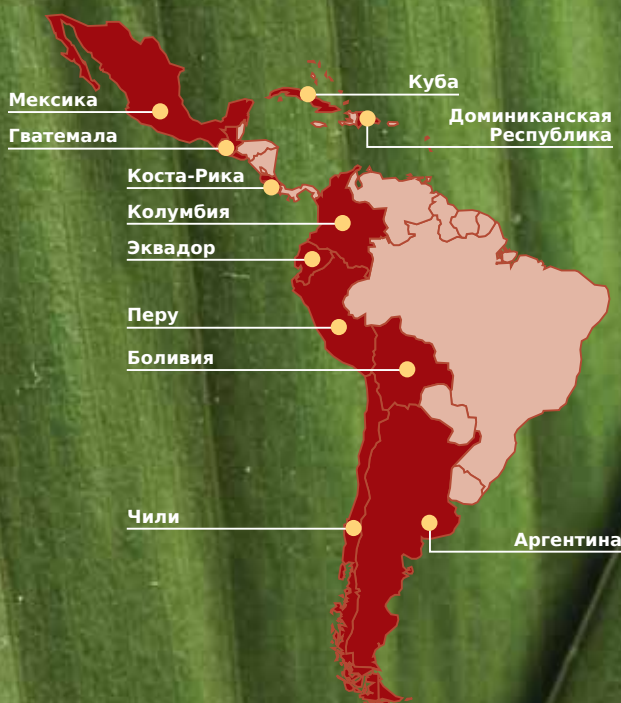 Куба
Мексика
Доминиканская
Республика
Гватемала
Коста-Рика
Колумбия
Эквадор
Перу
Боливия
Чили
Аргентина